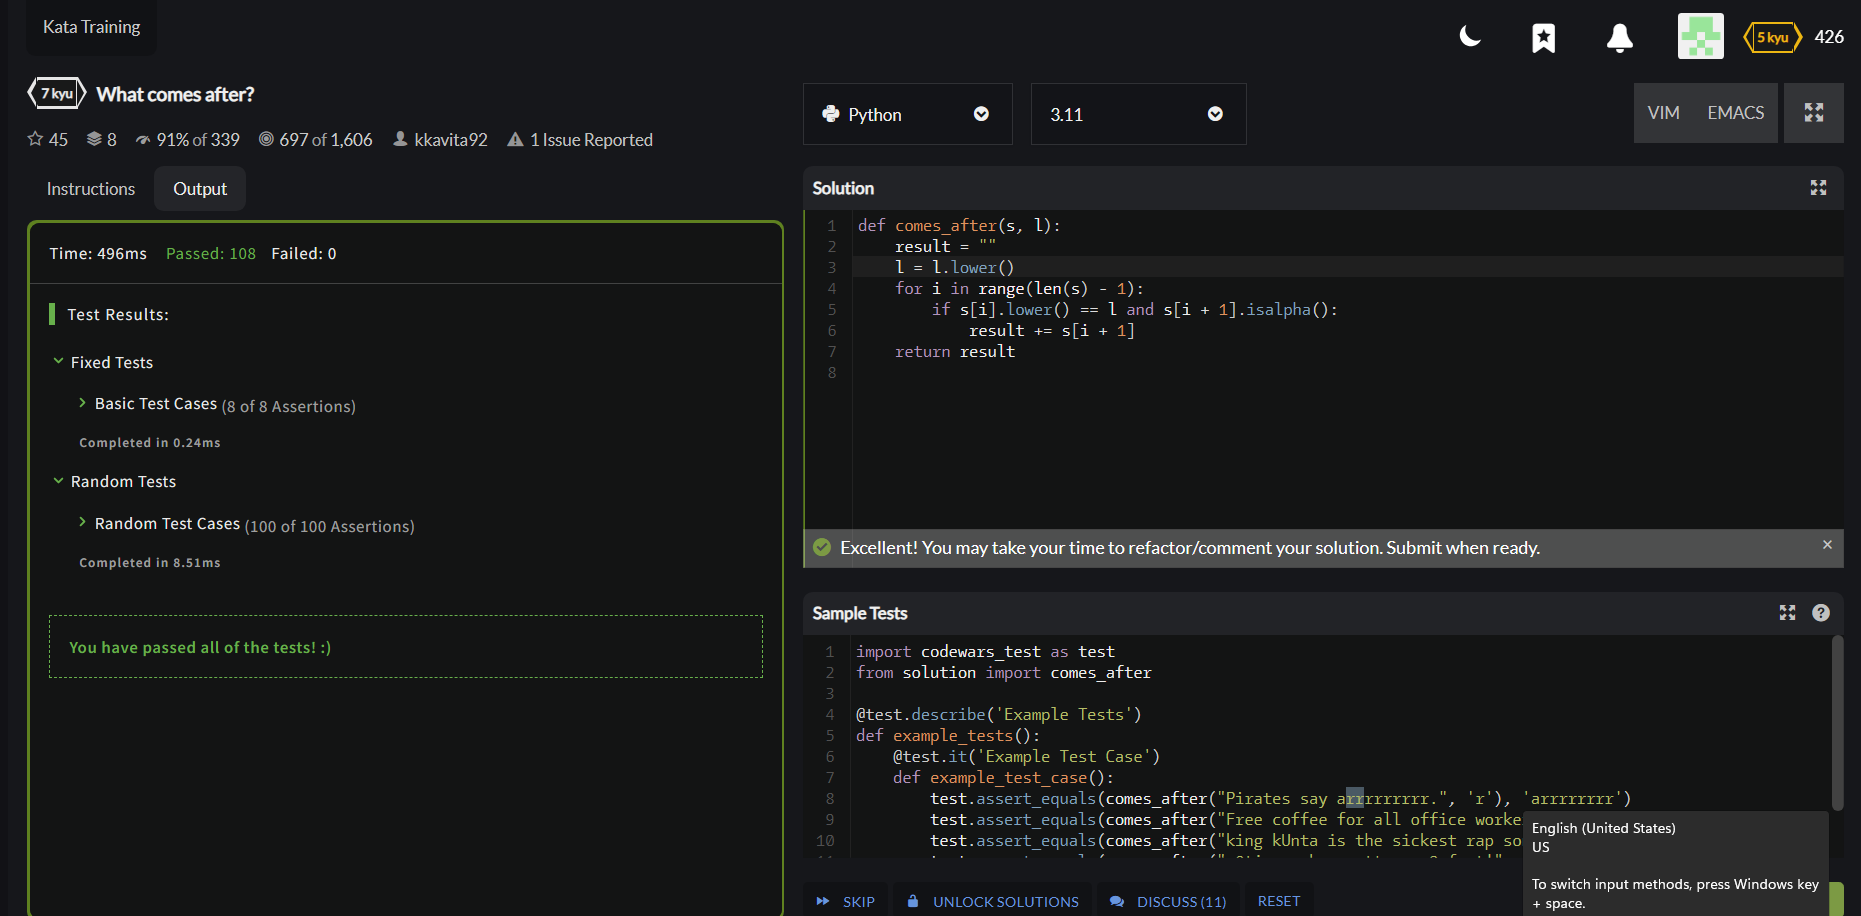 Kata Training
5 kyu 426
7 kyu What comes after?
45 8 91% of 339 697 of 1,606 kkavita92 1 Issue Reported
Instructions Output
Time: 496ms Passed: 108 Failed: 0
Test Results:
Fixed Tests
Basic Test Cases (8 of 8 Assertions)
Completed in 0.24ms
Random Tests
Random Test Cases (100 of 100 Assertions)
Completed in 8.51ms
You have passed all of the tests! :)
Python 3.11 VIM EMACS
Solution
1 def comes_after(s, l):
2     result = ""
3     l = l.lower()
4     for i in range(len(s) - 1):
5         if s[i].lower() == l and s[i + 1].isalpha():
6             result += s[i + 1]
7     return result
8
Excellent! You may take your time to refactor/comment your solution. Submit when ready. ×
Sample Tests ?
1 import codewars_test as test
2 from solution import comes_after
3
4 @test.describe('Example Tests')
5 def example_tests():
6     @test.it('Example Test Case')
7     def example_test_case():
8         test.assert_equals(comes_after("Pirates say arrrrrrrrr.", 'r'), 'arrrrrrrr')
9         test.assert_equals(comes_after("Free coffee for all office worke
10         test.assert_equals(comes_after("king kUnta is the sickest rap so
SKIP UNLOCK SOLUTIONS DISCUSS (11) RESET
English (United States)
US
To switch input methods, press Windows key
+ space.